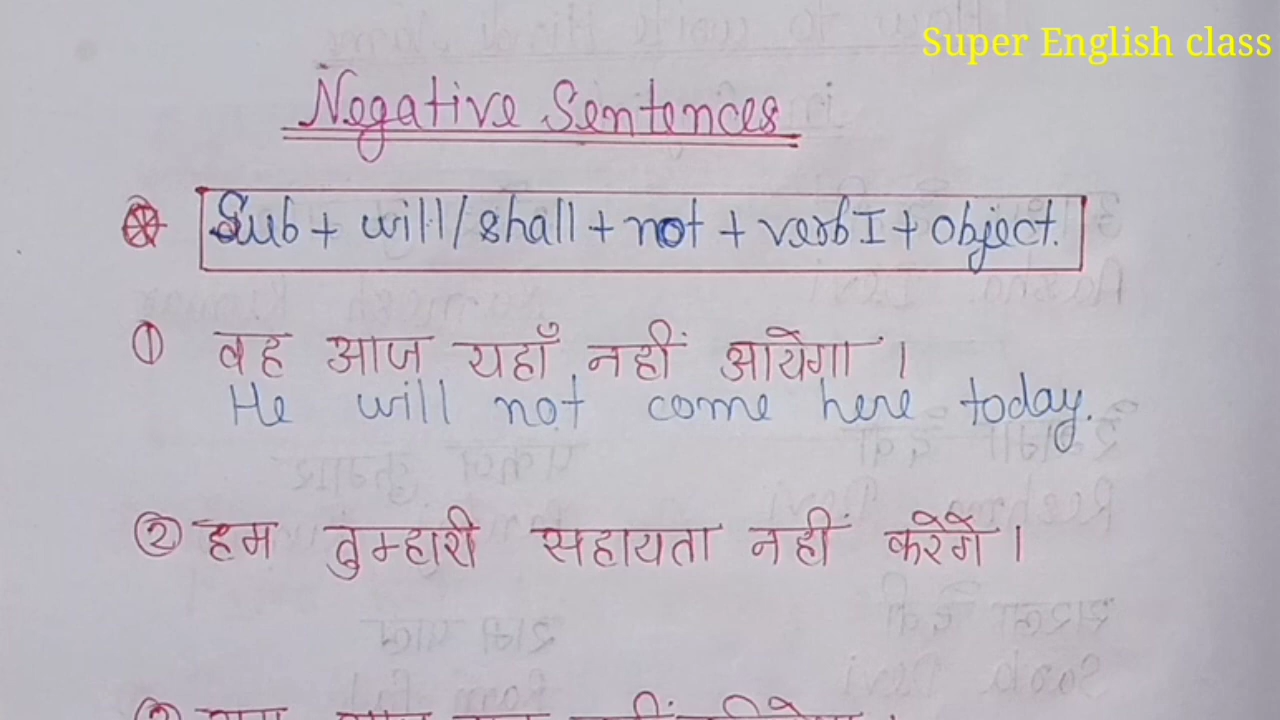 Super English class
Negative Sentences
Sub + will/shall + not + verb I + object.
① वह आज यहाँ नहीं आयेगा ।
He will not come here today.
② हम तुम्हारी सहायता नहीं करेंगे ।